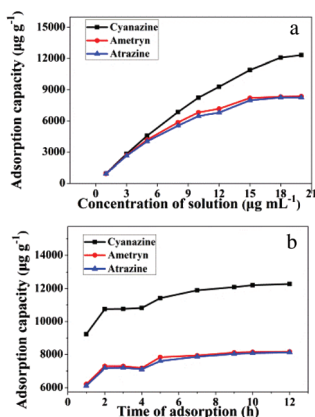 a
Cyanazine
Ametryn
Atrazine
Adsorption capacity (μg g⁻¹)
15000
12000
9000
6000
3000
0
0 3 6 9 12 15 18 21
Concentration of solution (μg mL⁻¹)
b
Cyanazine
Ametryn
Atrazine
Adsorption capacity (μg g⁻¹)
14000
12000
10000
8000
6000
0 2 4 6 8 10 12
Time of adsorption (h)